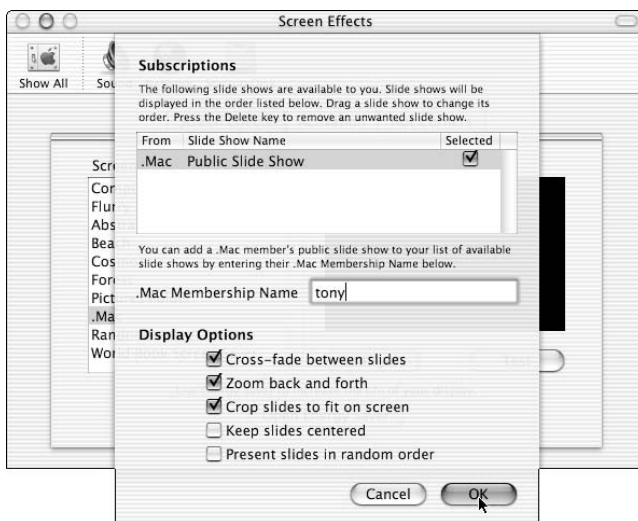 Screen Effects
Show All
Subscriptions
The following slide shows are available to you. Slide shows will be
displayed in the order listed below. Drag a slide show to change its
order. Press the Delete key to remove an unwanted slide show.
From Slide Show Name Selected
.Mac Public Slide Show
You can add a .Mac member's public slide show to your list of available
slide shows by entering their .Mac Membership Name below.
.Mac Membership Name tony
Display Options
Cross-fade between slides
Zoom back and forth
Crop slides to fit on screen
Keep slides centered
Present slides in random order
Cancel OK